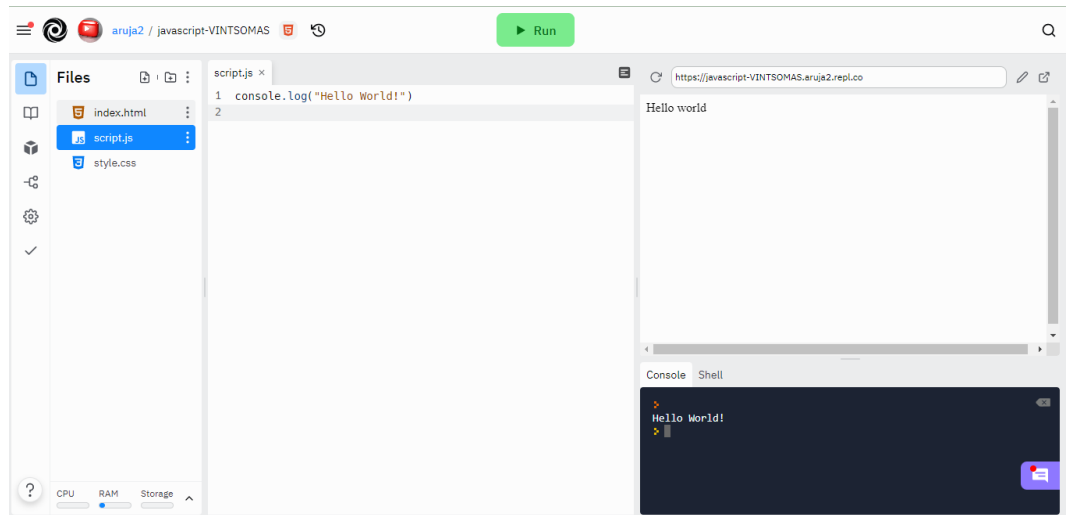 aruja2 / javascript-VINTSOMAS
Run
Files
index.html
JS script.js
style.css
CPU RAM Storage
script.js ×
1 console.log("Hello World!")
2
https://javascript-VINTSOMAS.aruja2.repl.co
Hello world
Console Shell
Hello World!
?